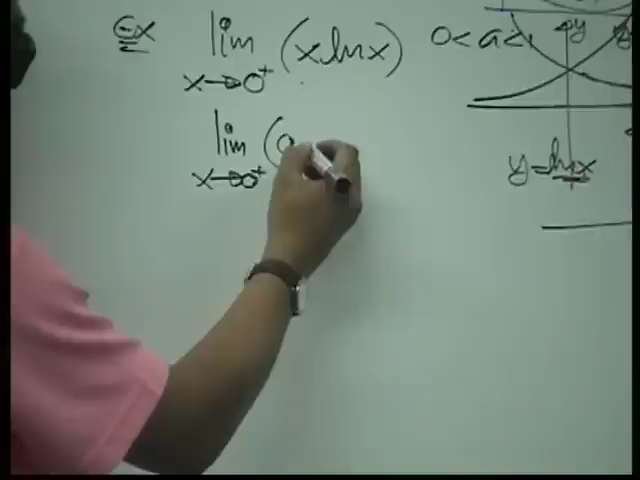 Ex lim (x lnx) 0<a<1
x→0⁺
lim (
x→0⁺
y
y=lnx